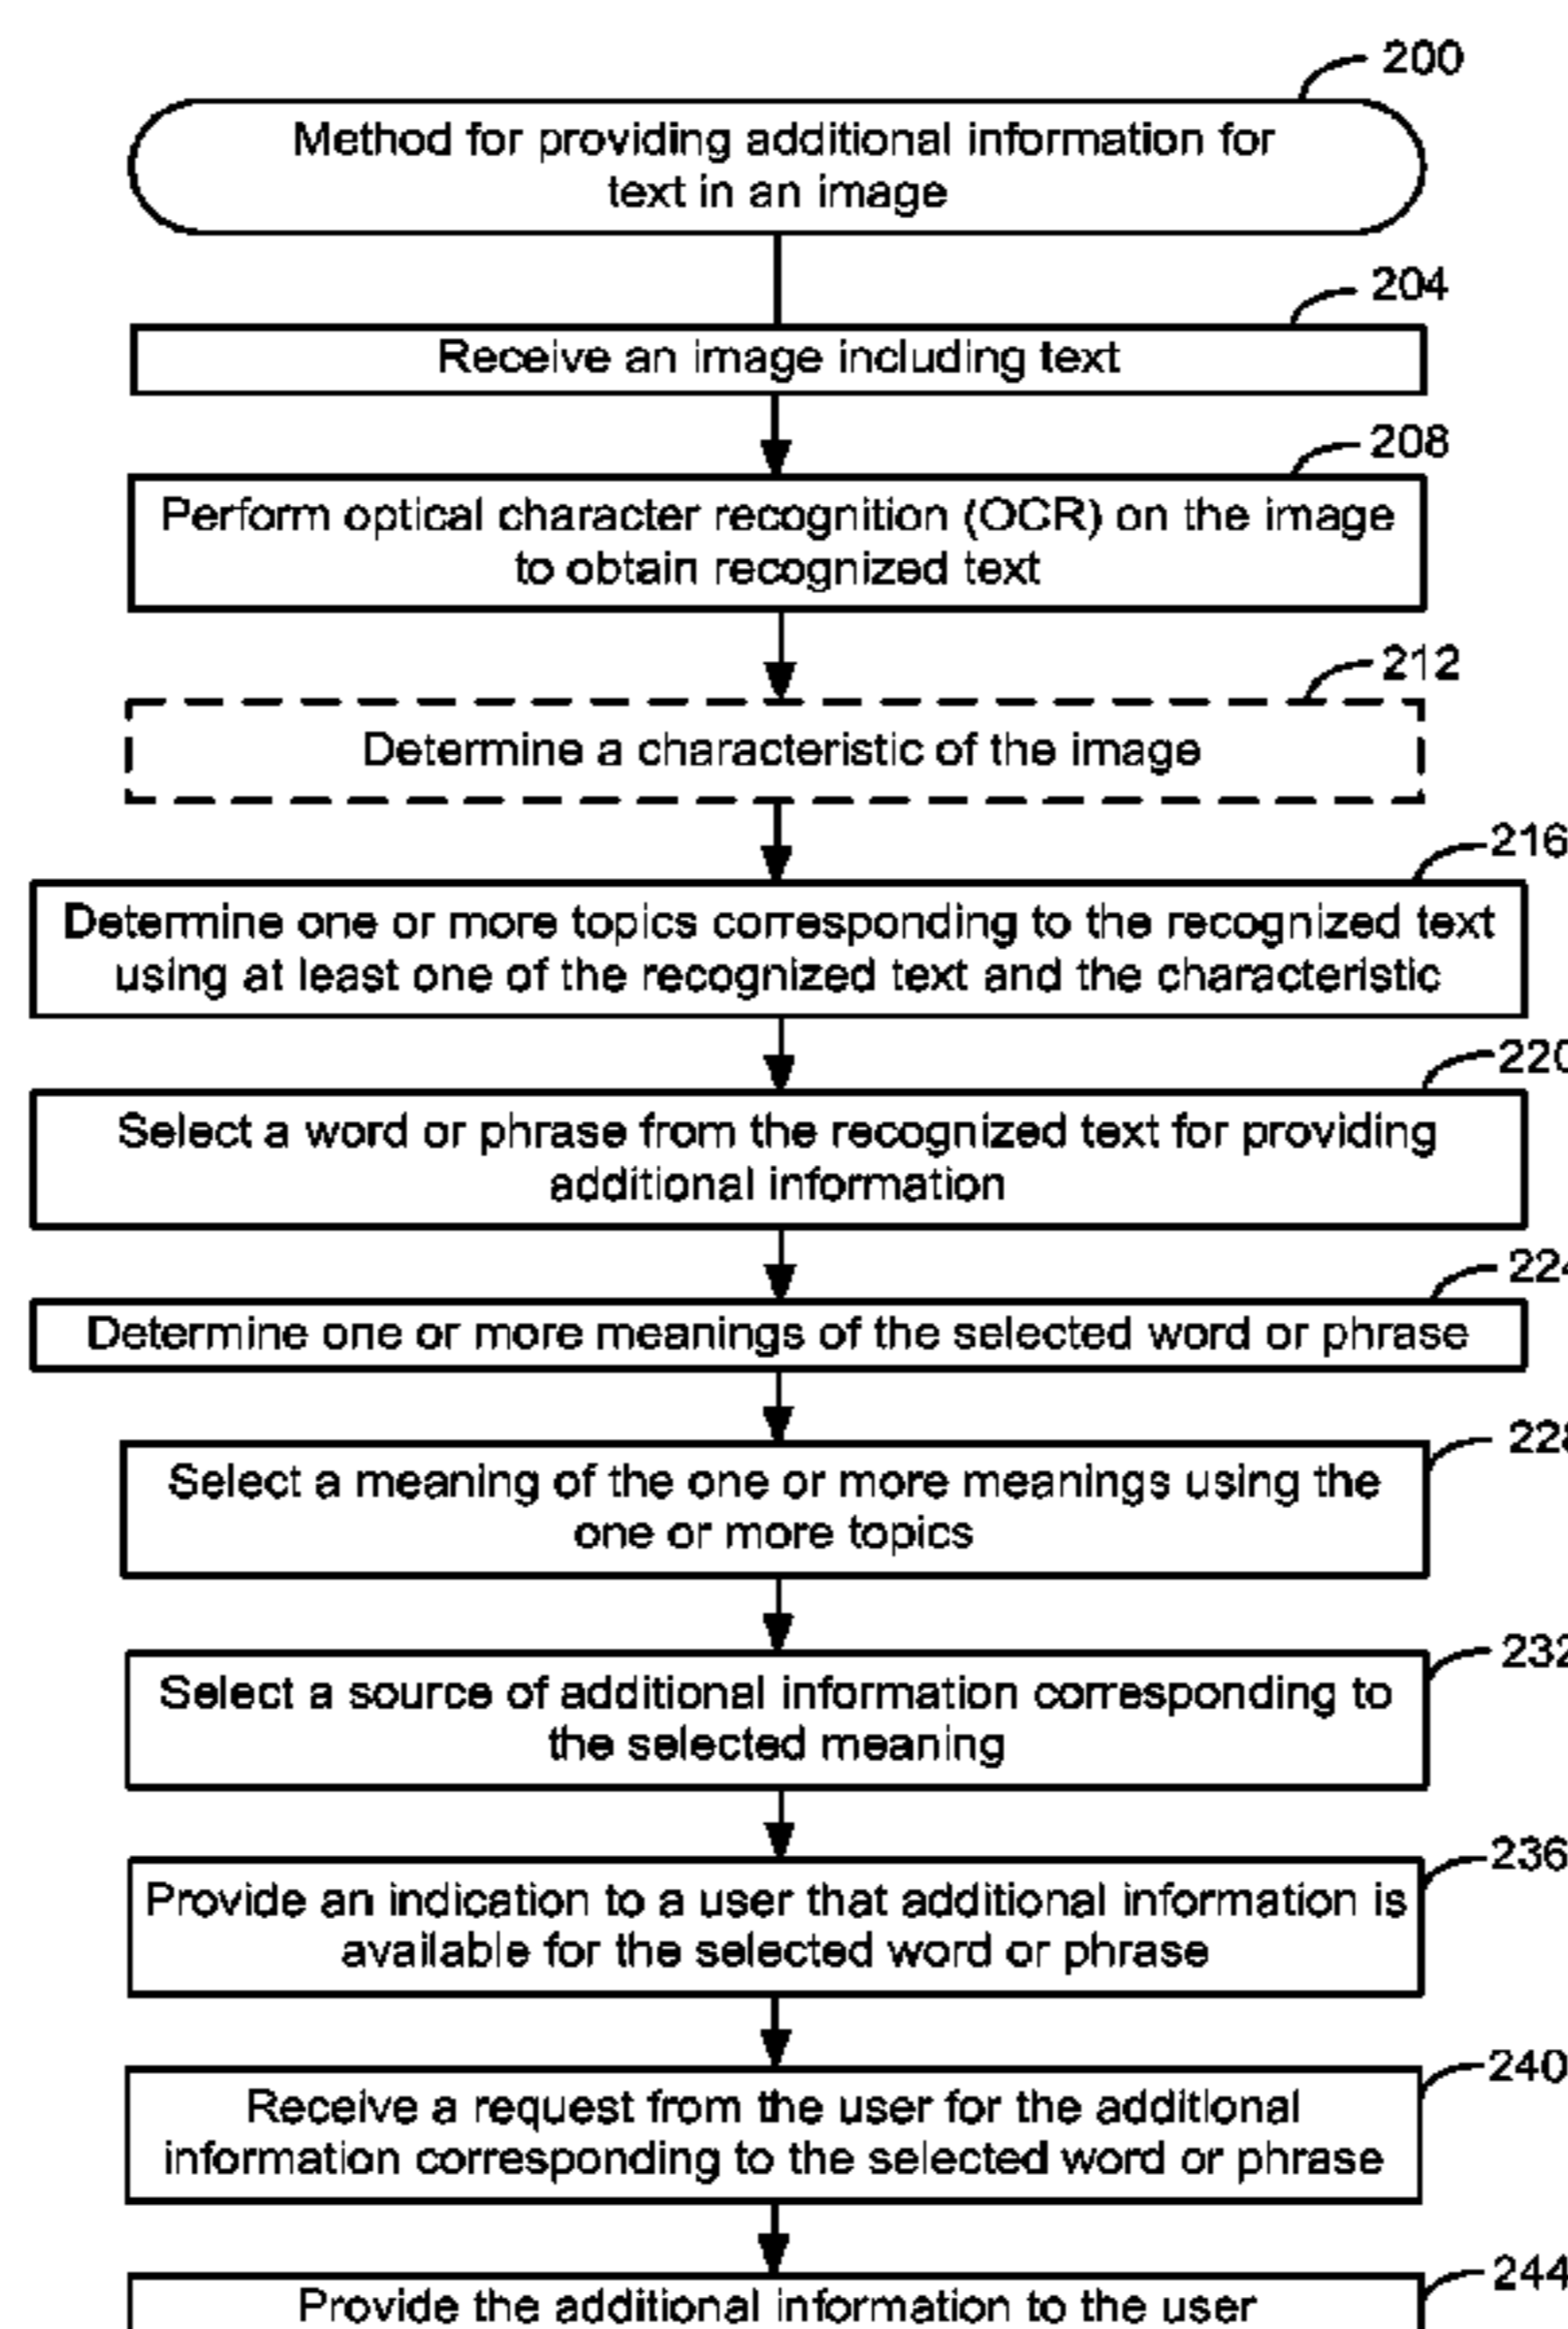 200
Method for providing additional information for
text in an image
204
Receive an image including text
208
Perform optical character recognition (OCR) on the image
to obtain recognized text
212
Determine a characteristic of the image
216
Determine one or more topics corresponding to the recognized text
using at least one of the recognized text and the characteristic
220
Select a word or phrase from the recognized text for providing
additional information
224
Determine one or more meanings of the selected word or phrase
228
Select a meaning of the one or more meanings using the
one or more topics
232
Select a source of additional information corresponding to
the selected meaning
236
Provide an indication to a user that additional information is
available for the selected word or phrase
240
Receive a request from the user for the additional
information corresponding to the selected word or phrase
244
Provide the additional information to the user